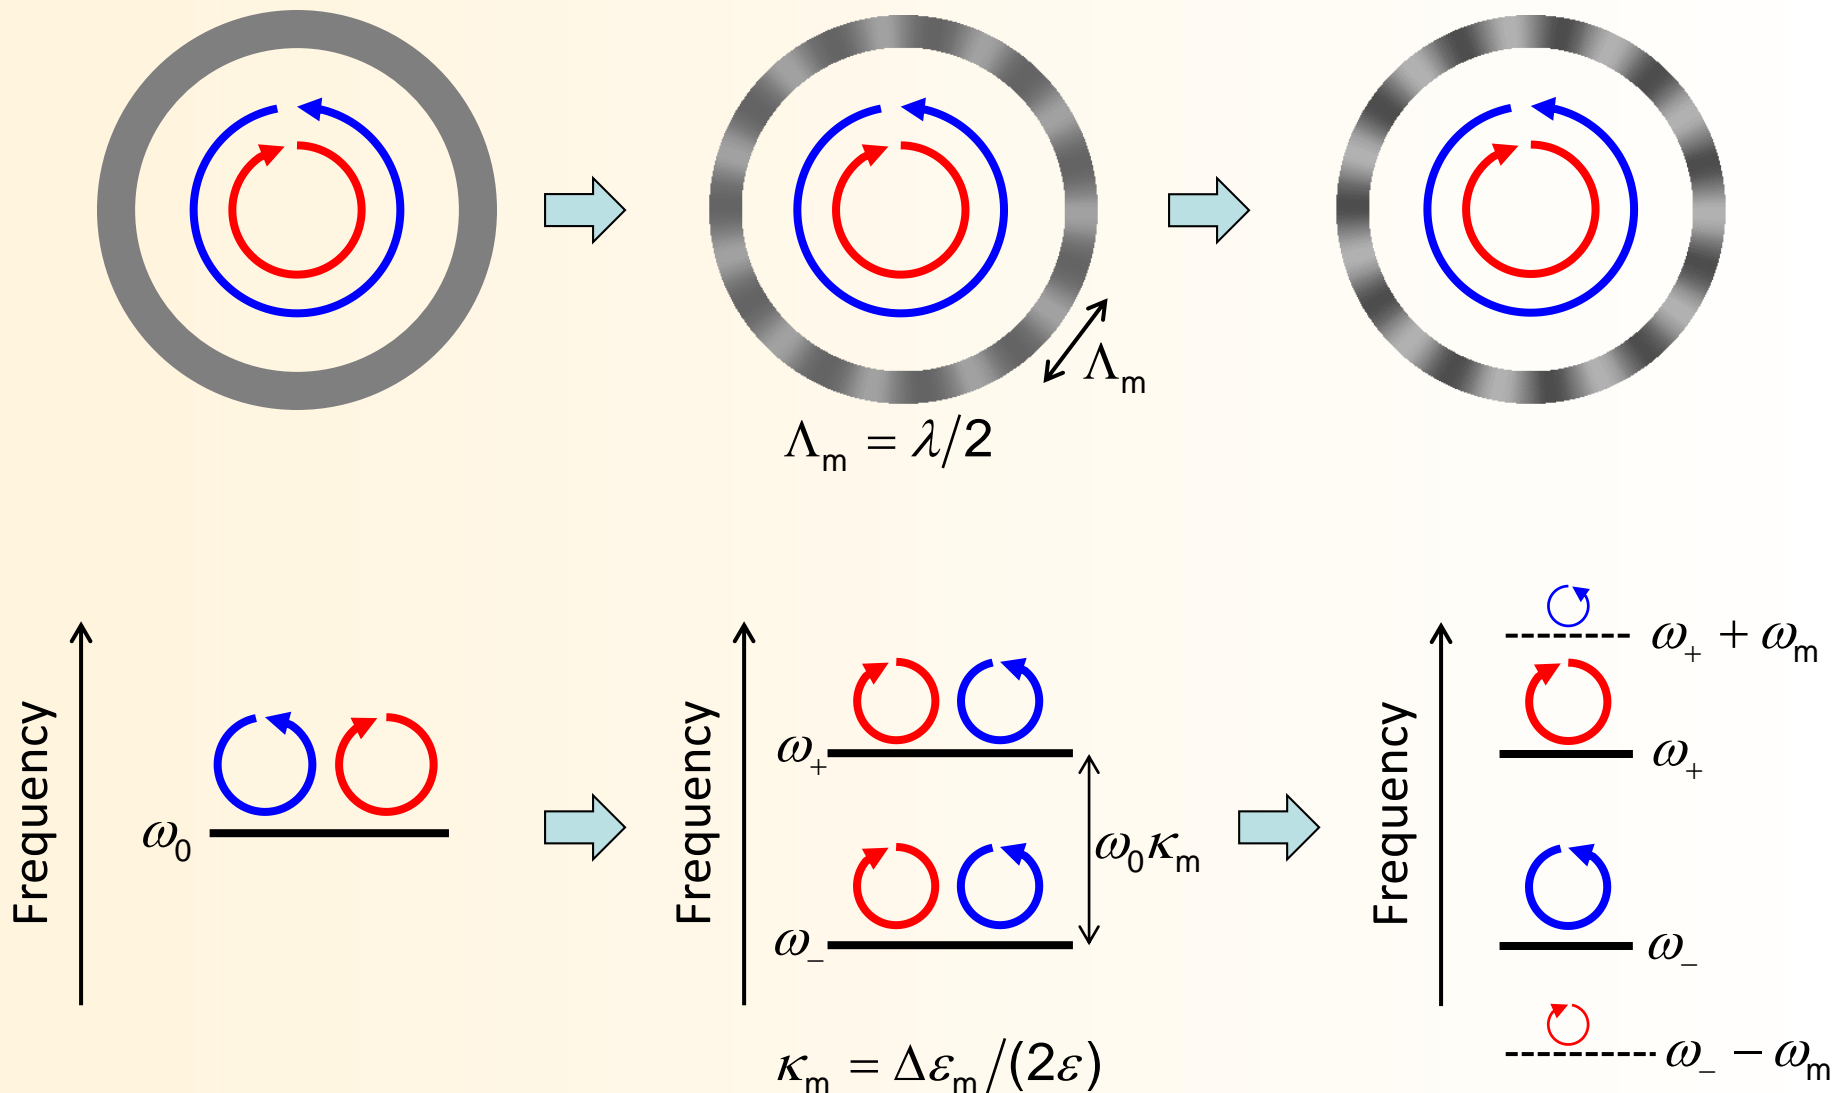 Λm
Λm = λ/2
Frequency
ω0
Frequency
ω+
ω0κm
ω−
κm = Δεm/(2ε)
Frequency
ω+ + ωm
ω+
ω−
ω− − ωm